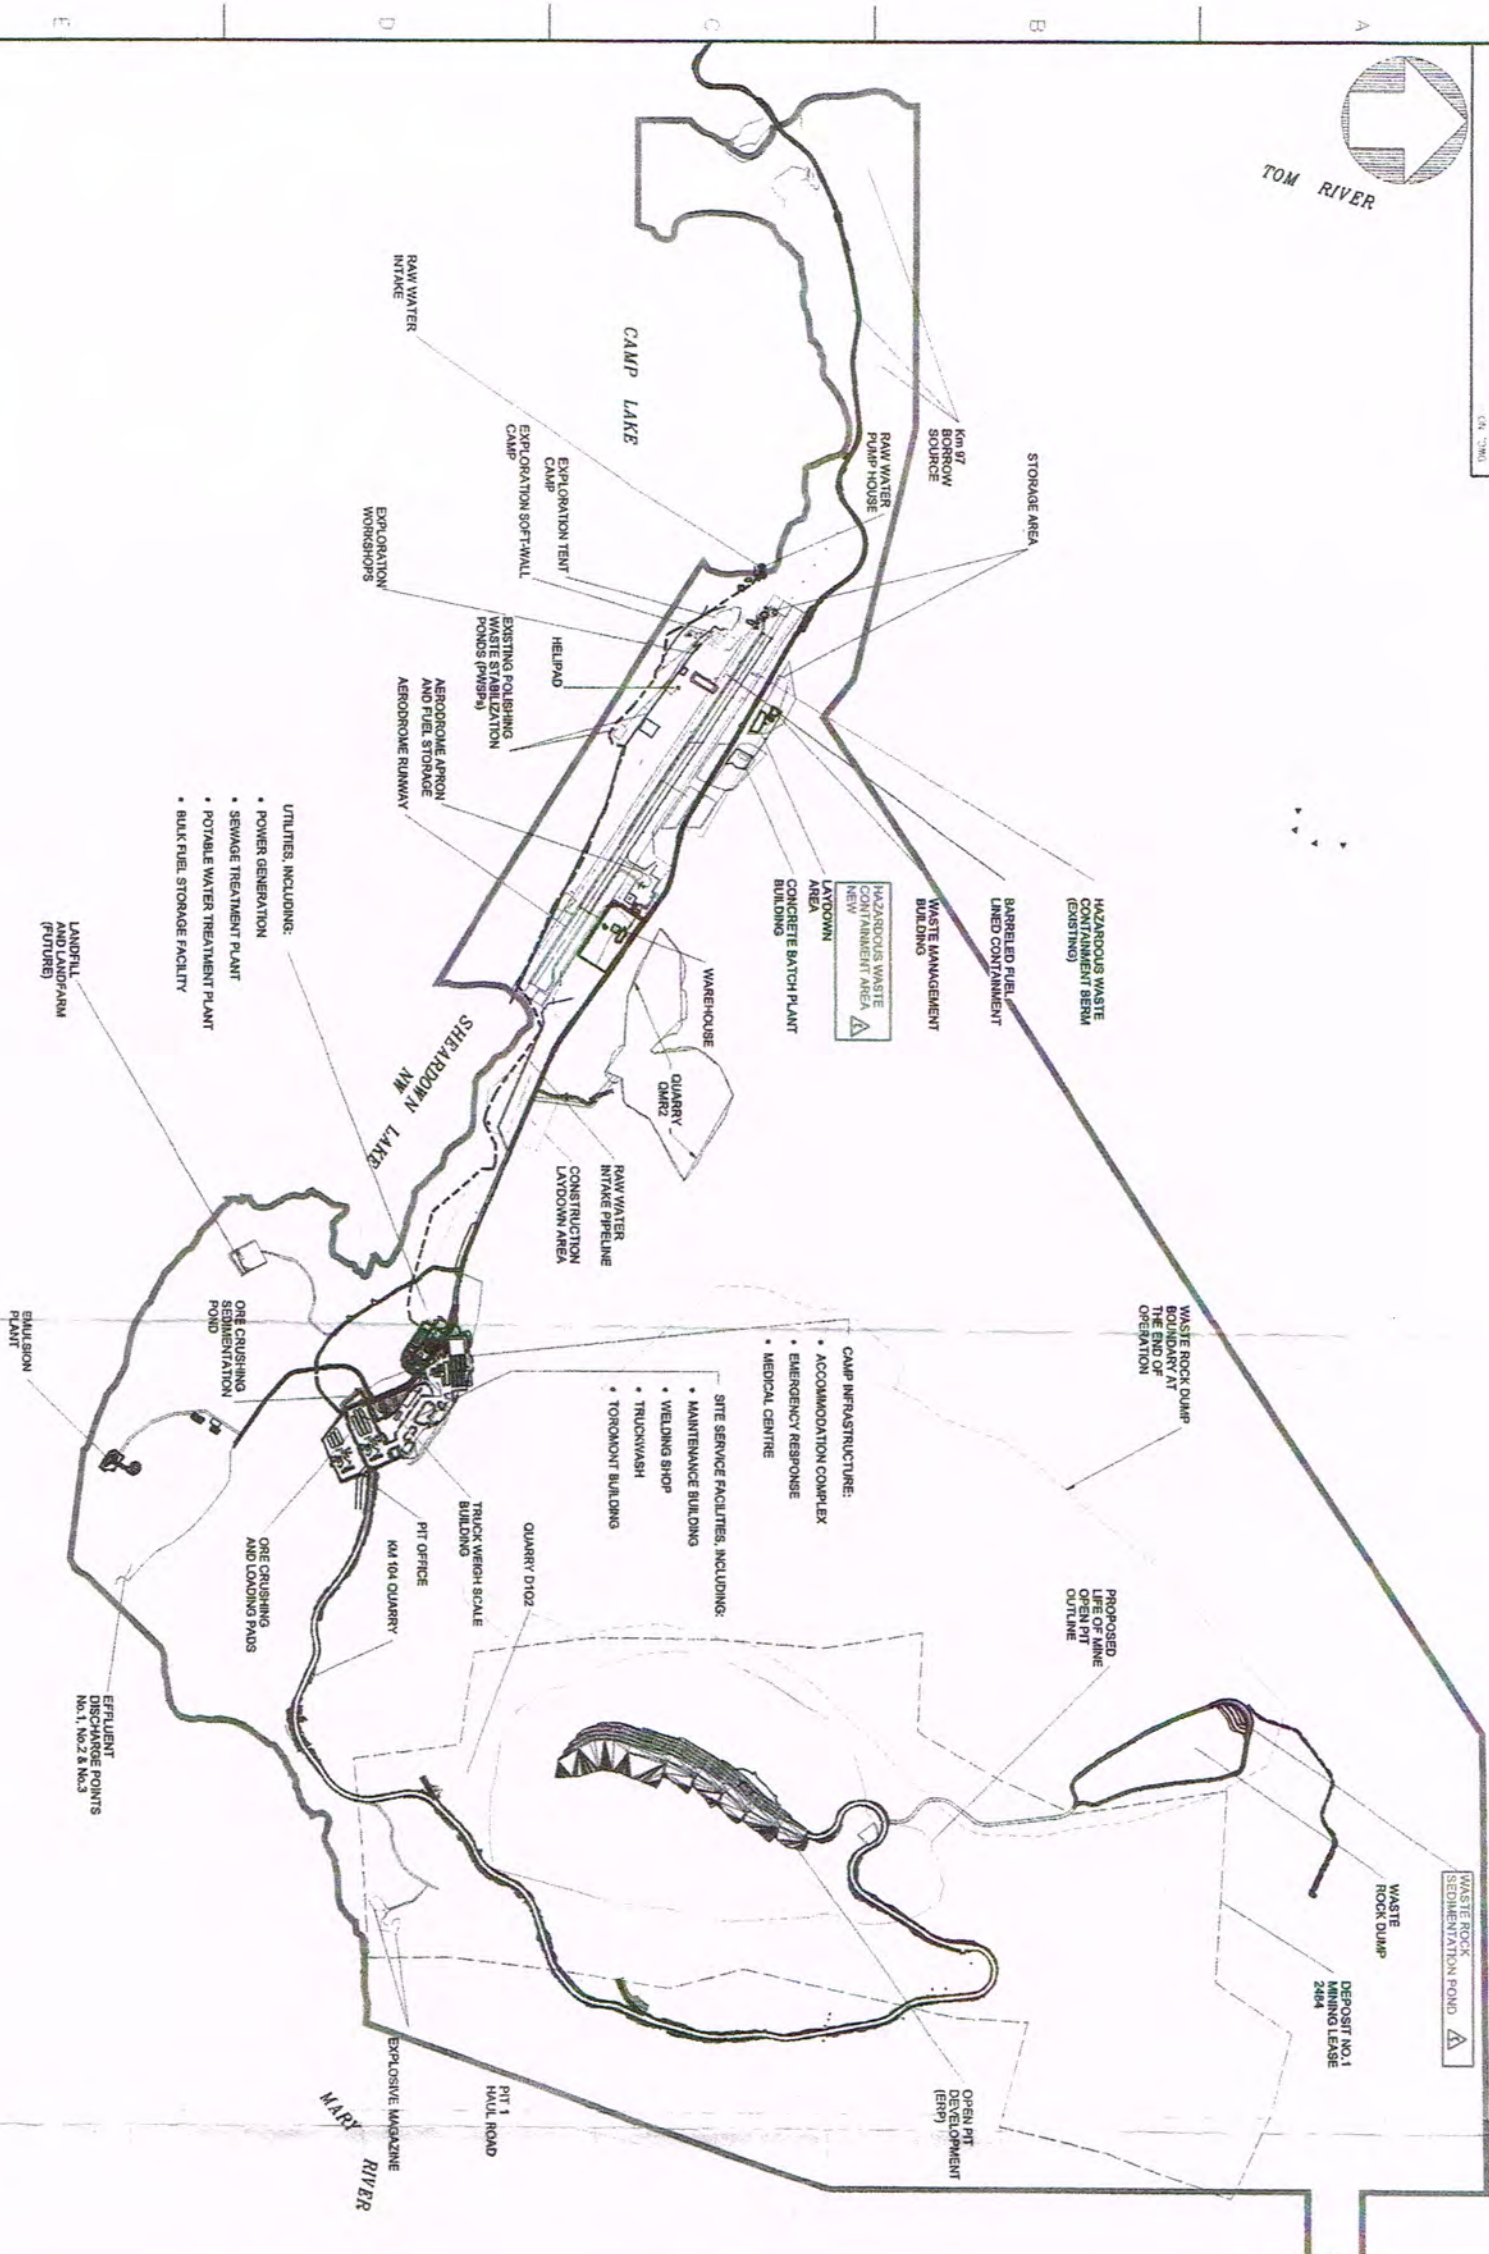 E
D
C
B
A
TOM RIVER
CAMP LAKE
RAW WATER
INTAKE
EXPLORATION TENT
CAMP
EXPLORATION SOFT-WALL
CAMP
EXPLORATION
WORKSHOPS
RAW WATER
PUMP HOUSE
Km 97
BORROW
SOURCE
STORAGE AREA
HELIPAD
EXISTING POLISHING
WASTE STABILIZATION
PONDS (PWSPs)
AERODROME APRON
AND FUEL STORAGE
AERODROME RUNWAY
HAZARDOUS WASTE
CONTAINMENT BERM
(EXISTING)
BARRELED FUEL
LINED CONTAINMENT
WASTE MANAGEMENT
BUILDING
HAZARDOUS WASTE
CONTAINMENT AREA
NEW
LAYDOWN
AREA
CONCRETE BATCH PLANT
BUILDING
WAREHOUSE
QUARRY
QMR2
UTILITIES, INCLUDING:
• POWER GENERATION
• SEWAGE TREATMENT PLANT
• POTABLE WATER TREATMENT PLANT
• BULK FUEL STORAGE FACILITY
LANDFILL
AND LANDFARM
(FUTURE)
SHEARDOWN LAKE
NW
RAW WATER
INTAKE PIPELINE
CONSTRUCTION
LAYDOWN AREA
WASTE ROCK DUMP
BOUNDARY AT
THE END OF
OPERATION
CAMP INFRASTRUCTURE:
• ACCOMMODATION COMPLEX
• EMERGENCY RESPONSE
• MEDICAL CENTRE
SITE SERVICE FACILITIES, INCLUDING:
• MAINTENANCE BUILDING
• WELDING SHOP
• TRUCKWASH
• TOROMONT BUILDING
ORE CRUSHING
SEDIMENTATION
POND
EMULSION
PLANT
TRUCK WEIGH SCALE
BUILDING
PIT OFFICE
KM 104 QUARRY
ORE CRUSHING
AND LOADING PADS
QUARRY D1Q2
PROPOSED
LIFE OF MINE
OPEN PIT
OUTLINE
EFFLUENT
DISCHARGE POINTS
No.1, No.2 & No.3
WASTE ROCK
SEDIMENTATION POND
WASTE
ROCK DUMP
DEPOSIT NO.1
MINING LEASE
2484
OPEN PIT
DEVELOPMENT
(ERP)
PIT 1
HAUL ROAD
EXPLOSIVE MAGAZINE
MARY RIVER